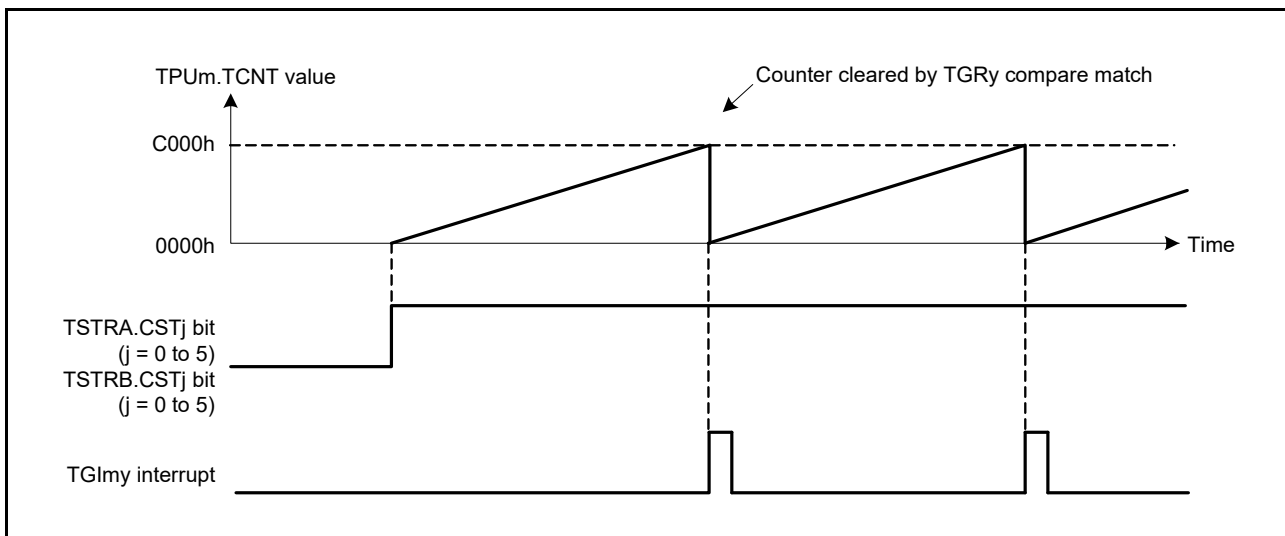 TPUm.TCNT value
Counter cleared by TGRy compare match
C000h
0000h
Time
TSTRA.CSTj bit
(j = 0 to 5)
TSTRB.CSTj bit
(j = 0 to 5)
TGImy interrupt